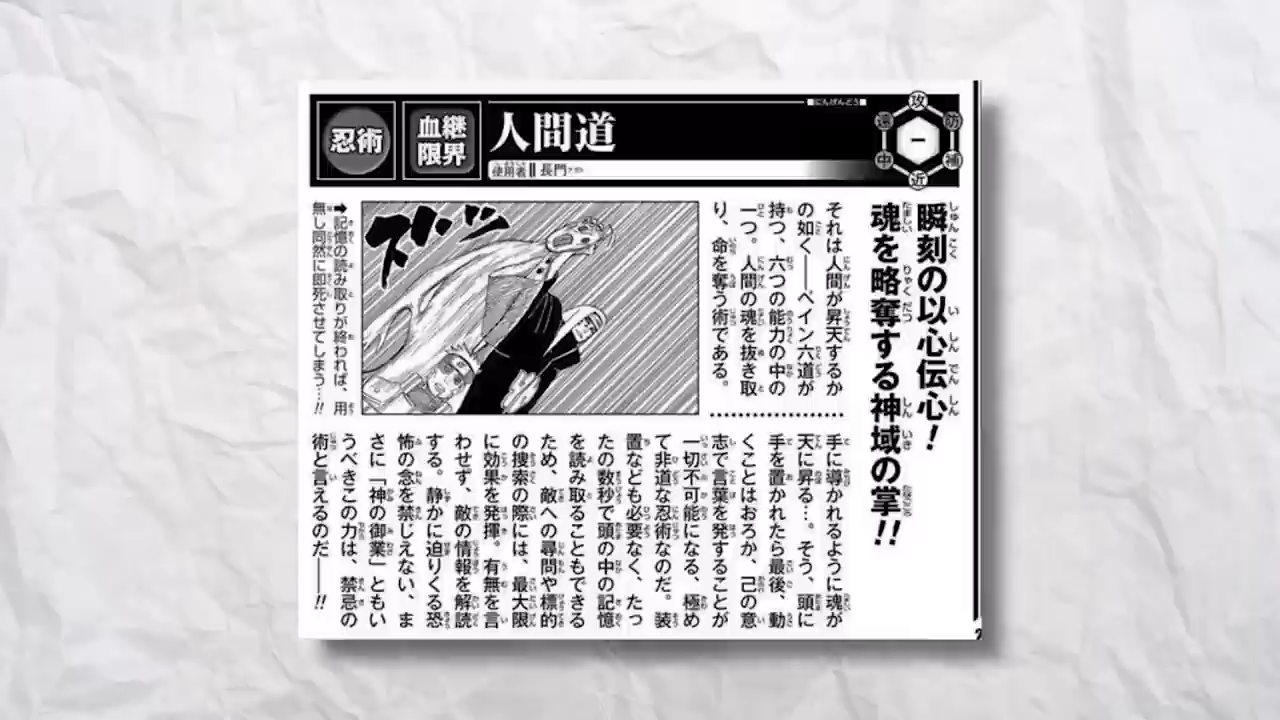 忍術
血継
限界
人間道
■にんげんどう■
使用者 長門
攻
防
補
近
中
遠
ー
瞬刻の以心伝心!
魂を略奪する神域の掌!!
それは人間が昇天するか
の如く――ペイン六道が
持つ、六つの能力の中の
一つ。人間の魂を抜き取
り、命を奪う術である。
ズズッ
➡記憶の読み取りが終われば、用
無し同然に即死させてしまう…!!
手に導かれるように魂が
天に昇る…。そう、頭に
手を置かれたら最後、動
くことはおろか、己の意
志で言葉を発することが
一切不可能になる、極め
て非道な忍術なのだ。装
置なども必要なく、たっ
たの数秒で頭の中の記憶
を読み取ることもできる
ため、敵への尋問や標的
の捜索の際には、最大限
に効果を発揮。有無を言
わせず、敵の情報を解読
する。静かに迫りくる恐
怖の念を禁じえない、ま
さに「神の御業」ともい
うべきこの力は、禁忌の
術と言えるのだ――!!